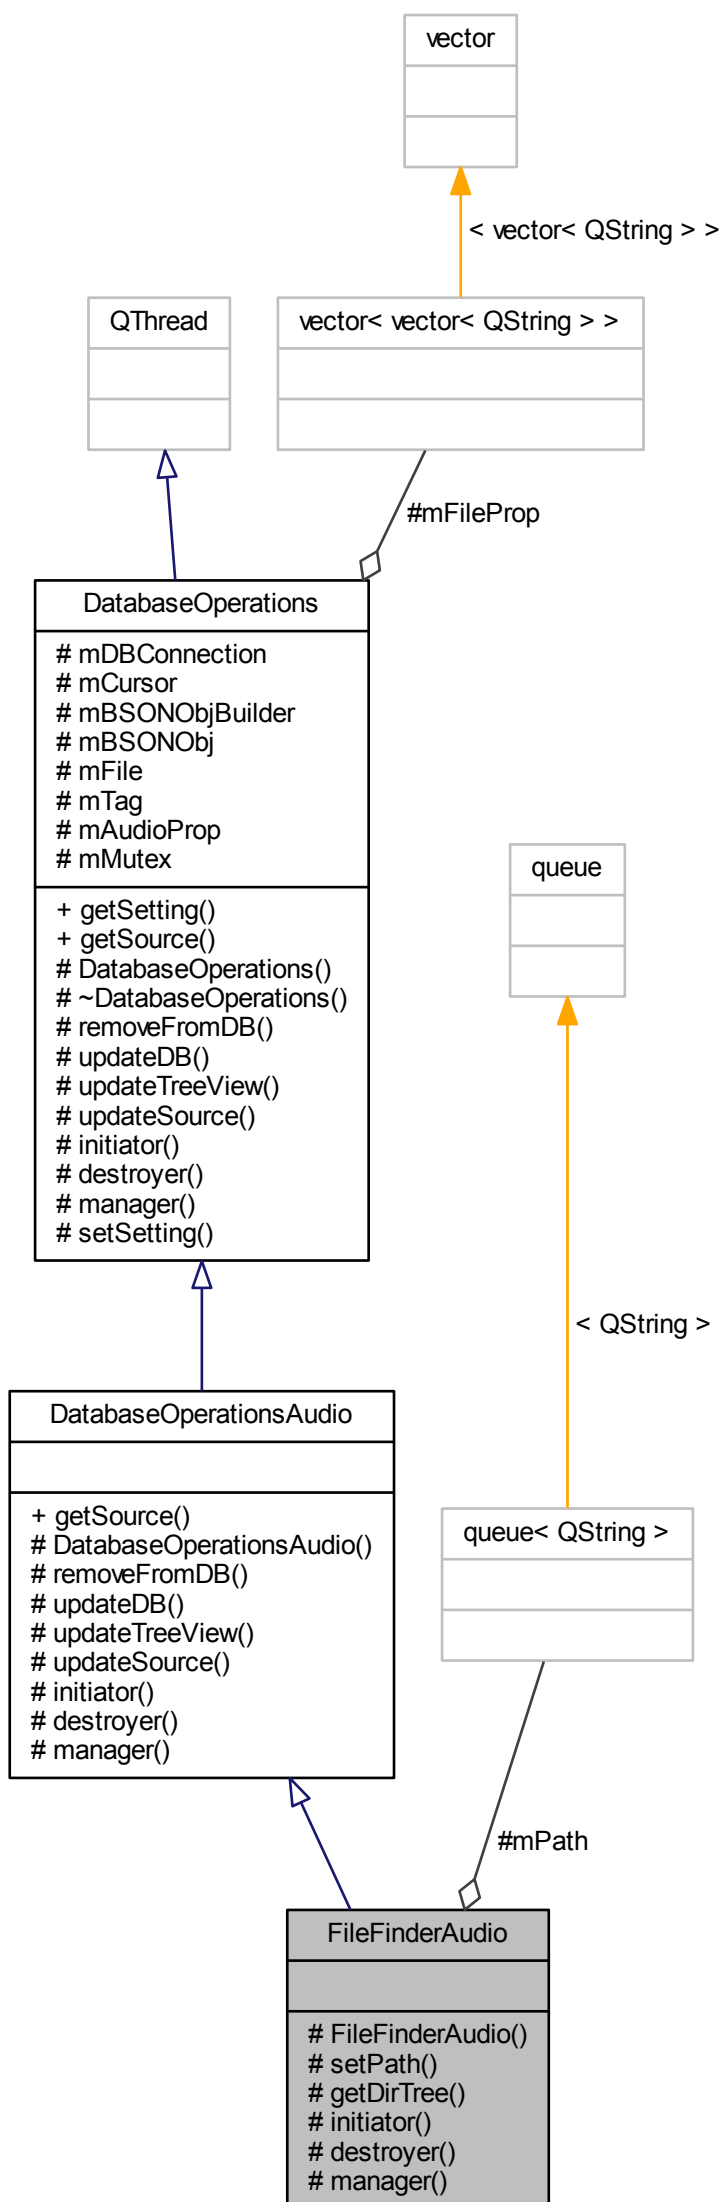 vector
< vector< QString > >
QThread
vector< vector< QString > >
#mFileProp
DatabaseOperations
# mDBConnection
# mCursor
# mBSONObjBuilder
# mBSONObj
# mFile
# mTag
# mAudioProp
# mMutex
+ getSetting()
+ getSource()
# DatabaseOperations()
# ~DatabaseOperations()
# removeFromDB()
# updateDB()
# updateTreeView()
# updateSource()
# initiator()
# destroyer()
# manager()
# setSetting()
queue
< QString >
DatabaseOperationsAudio
+ getSource()
# DatabaseOperationsAudio()
# removeFromDB()
# updateDB()
# updateTreeView()
# updateSource()
# initiator()
# destroyer()
# manager()
queue< QString >
#mPath
FileFinderAudio
# FileFinderAudio()
# setPath()
# getDirTree()
# initiator()
# destroyer()
# manager()